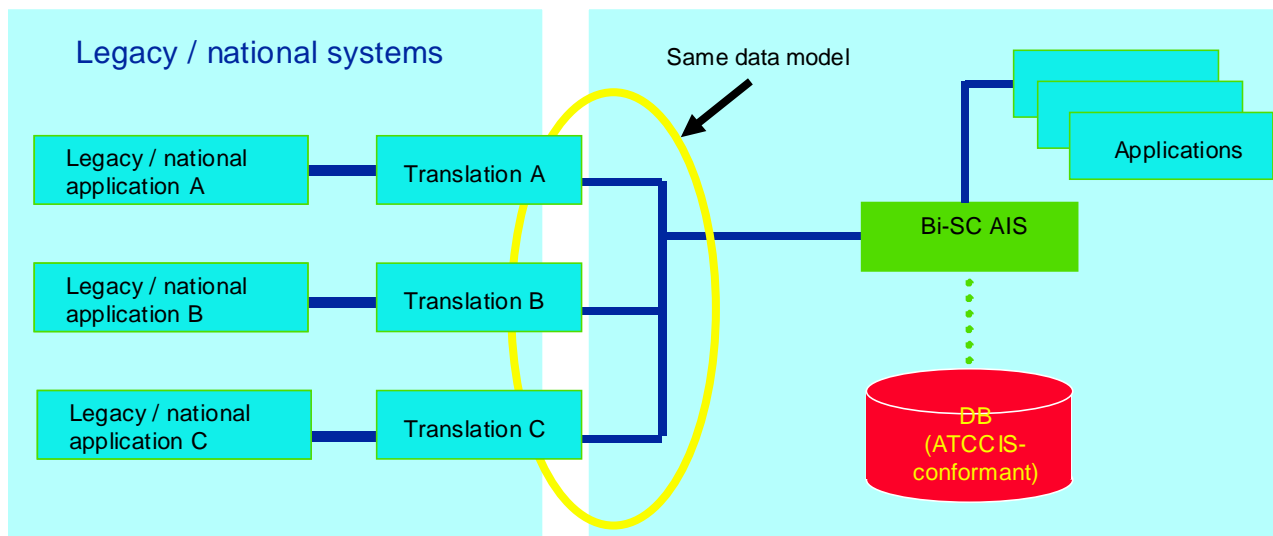 Legacy / national systems
Same data model
Legacy / national
application A
Translation A
Applications
Bi-SC AIS
Legacy / national
application B
Translation B
Legacy / national
application C
Translation C
DB
(ATCCIS-
conformant)